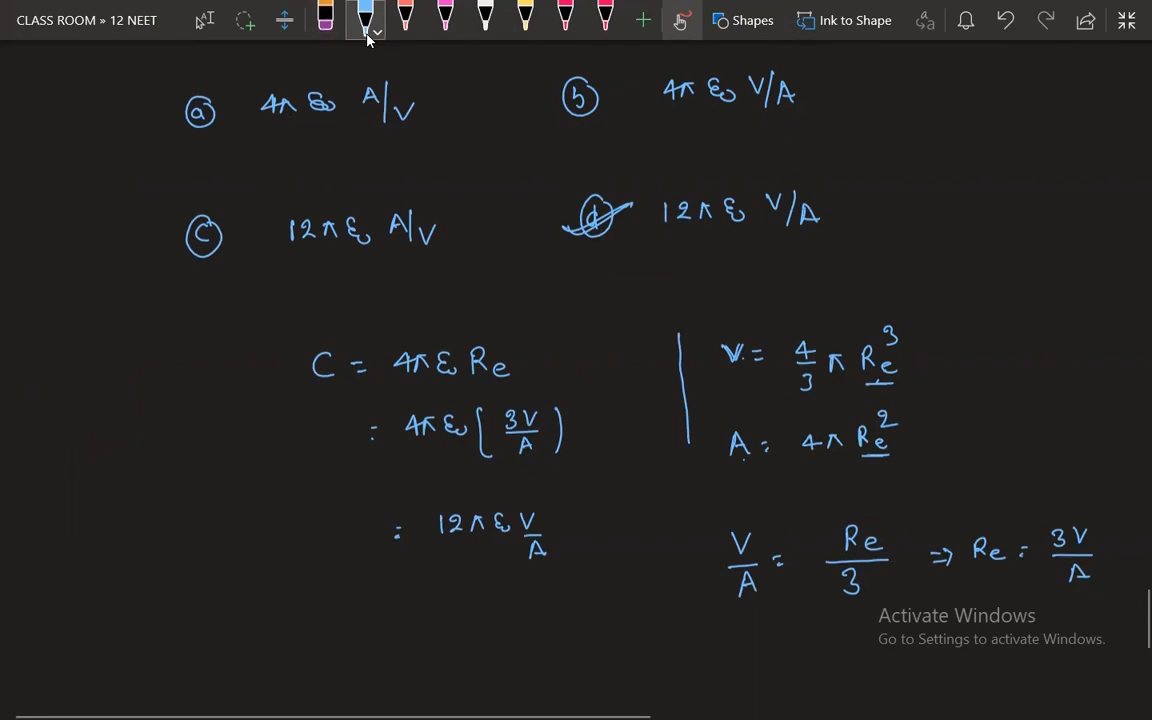 CLASS ROOM » 12 NEET
Shapes
Ink to Shape
(a) 4π ε₀ A/V
(b) 4π ε₀ V/A
(c) 12π ε₀ A/V
(d) 12π ε₀ V/A
C = 4π ε₀ Re
= 4π ε₀ (3V/A)
= 12π ε₀ V/A
V = 4/3 π Re³
A = 4π Re²
V/A = Re/3 ⇒ Re = 3V/A
Activate Windows
Go to Settings to activate Windows.